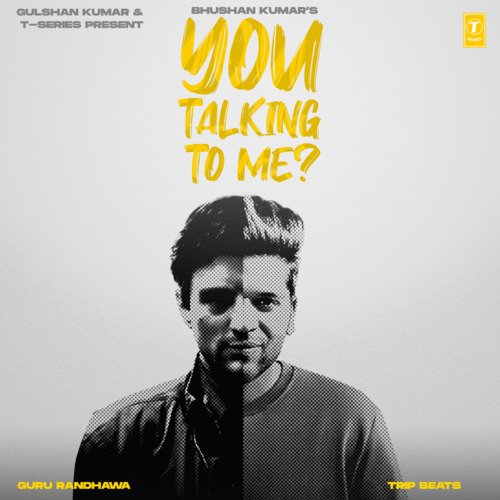 GULSHAN KUMAR &
T-SERIES PRESENT
BHUSHAN KUMAR'S
YOU
TALKING
TO ME?
GURU RANDHAWA
TRIP BEATS